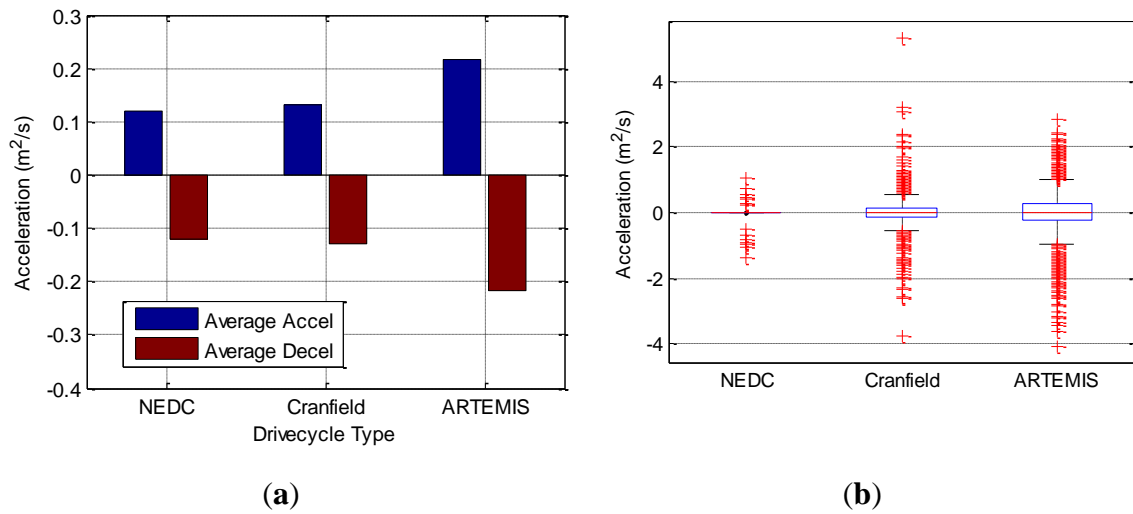 Acceleration (m²/s)
0.3
0.2
0.1
0
-0.1
-0.2
-0.3
-0.4
Average Accel
Average Decel
NEDC Cranfield ARTEMIS
Drivecycle Type
(a)
Acceleration (m²/s)
4
2
0
-2
-4
NEDC Cranfield ARTEMIS
(b)